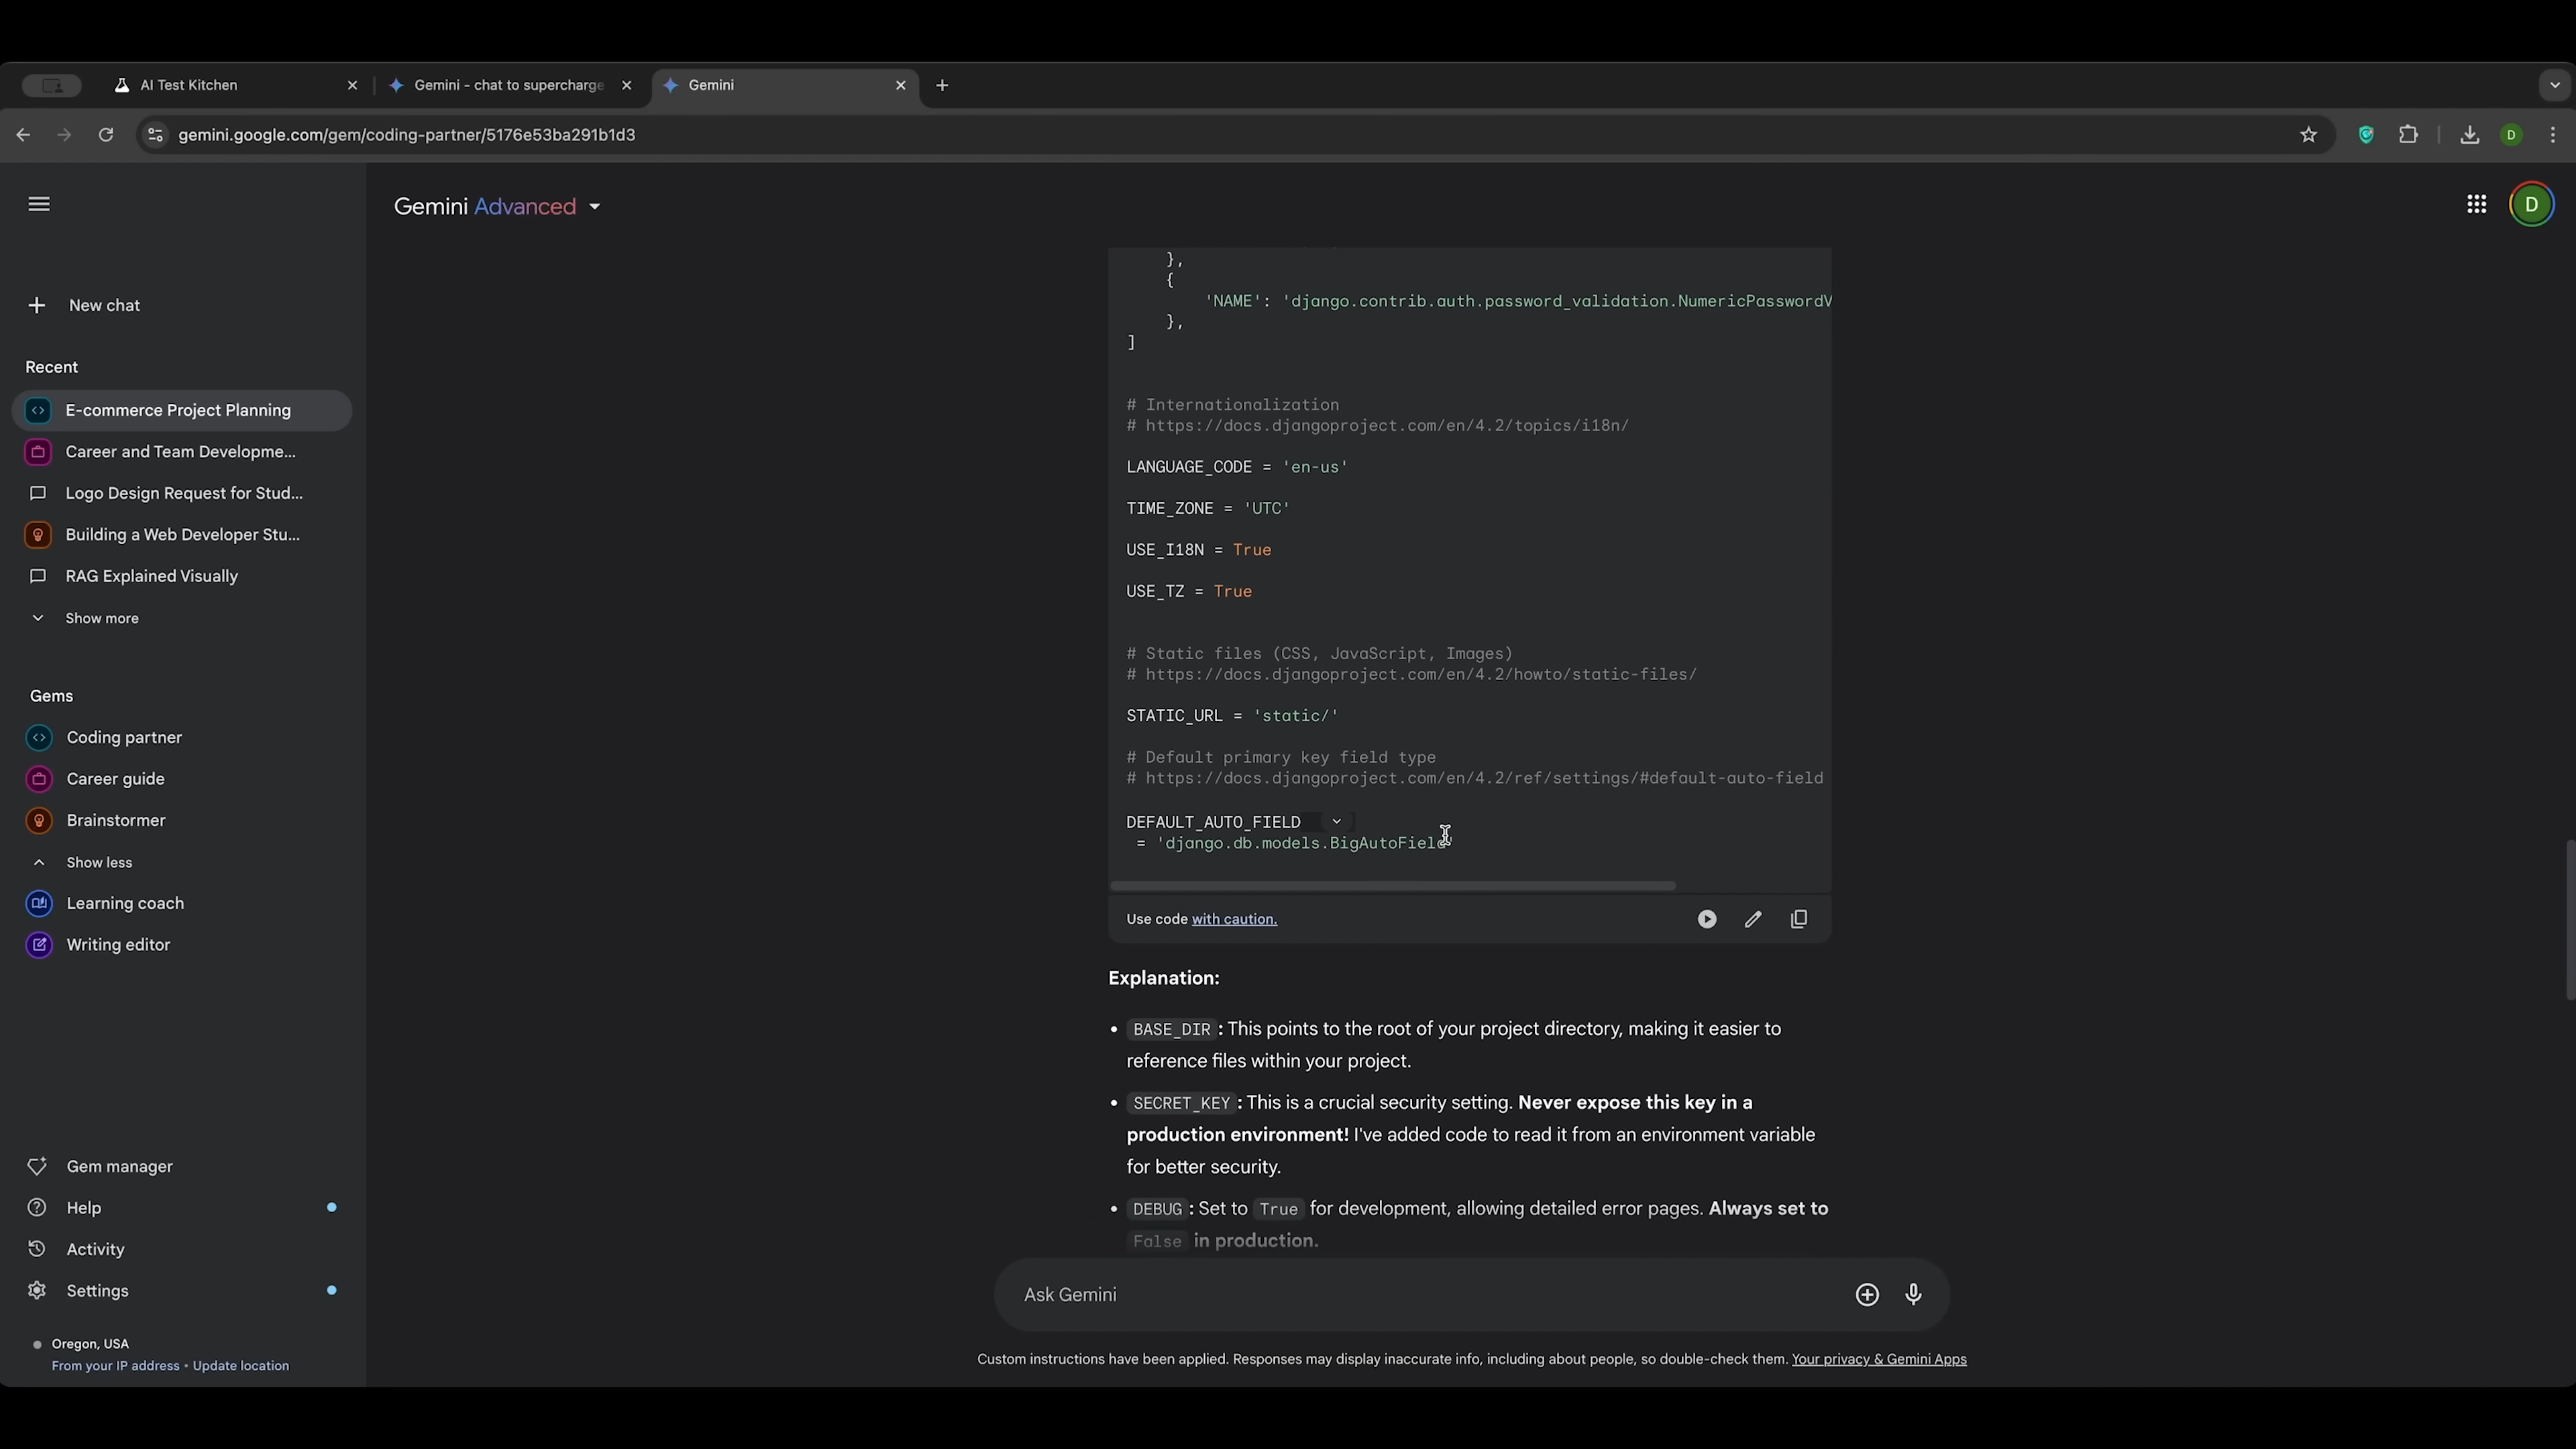 AI Test Kitchen
Gemini - chat to supercharge
Gemini
gemini.google.com/gem/coding-partner/5176e53ba291b1d3
D
Gemini Advanced
D
New chat
Recent
E-commerce Project Planning
Career and Team Developme...
Logo Design Request for Stud...
Building a Web Developer Stu...
RAG Explained Visually
Show more
Gems
Coding partner
Career guide
Brainstormer
Show less
Learning coach
Writing editor
Gem manager
Help
Activity
Settings
Oregon, USA
From your IP address • Update location
},
{
'NAME': 'django.contrib.auth.password_validation.NumericPasswordV
},
]
# Internationalization
# https://docs.djangoproject.com/en/4.2/topics/i18n/
LANGUAGE_CODE = 'en-us'
TIME_ZONE = 'UTC'
USE_I18N = True
USE_TZ = True
# Static files (CSS, JavaScript, Images)
# https://docs.djangoproject.com/en/4.2/howto/static-files/
STATIC_URL = 'static/'
# Default primary key field type
# https://docs.djangoproject.com/en/4.2/ref/settings/#default-auto-field
DEFAULT_AUTO_FIELD
= 'django.db.models.BigAutoField'
Use code with caution.
Explanation:
• BASE_DIR: This points to the root of your project directory, making it easier to
reference files within your project.
• SECRET_KEY: This is a crucial security setting. Never expose this key in a
production environment! I've added code to read it from an environment variable
for better security.
• DEBUG: Set to True for development, allowing detailed error pages. Always set to
False in production.
Ask Gemini
Custom instructions have been applied. Responses may display inaccurate info, including about people, so double-check them. Your privacy & Gemini Apps